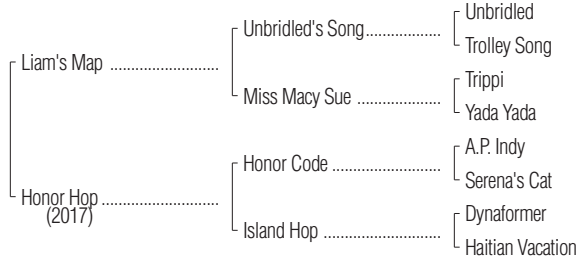 Unbridled
Unbridled's Song
Trolley Song
Liam's Map
Trippi
Miss Macy Sue
Yada Yada
A.P. Indy
Honor Code
Serena's Cat
Honor Hop
(2017)
Dynaformer
Island Hop
Haitian Vacation